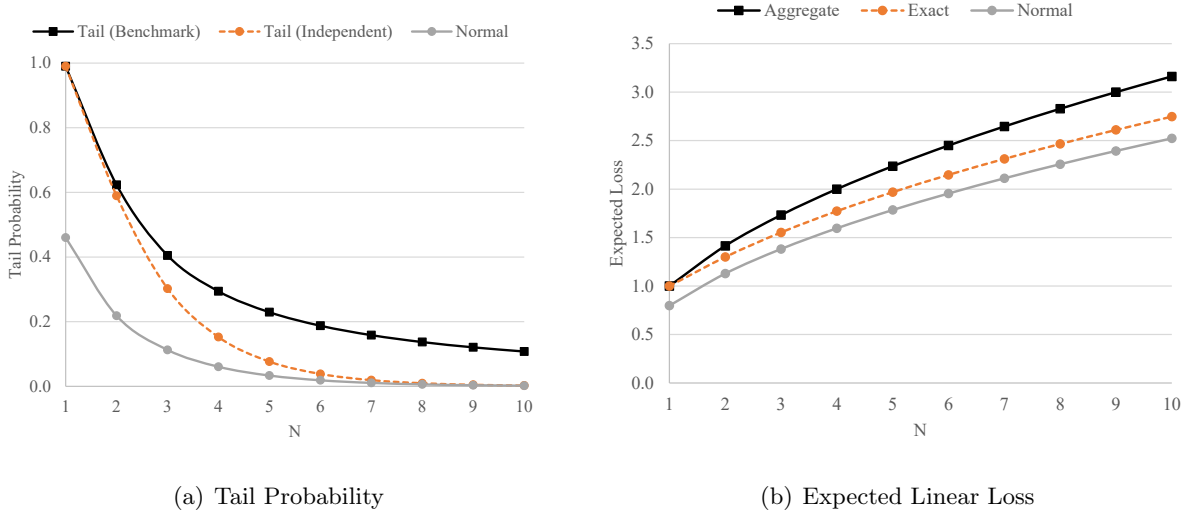 Tail (Benchmark) Tail (Independent) Normal
1.0
0.8
0.6
0.4
0.2
0.0
Tail Probability
1 2 3 4 5 6 7 8 9 10
N
(a) Tail Probability
Aggregate Exact Normal
3.5
3.0
2.5
2.0
1.5
1.0
0.5
0.0
Expected Loss
1 2 3 4 5 6 7 8 9 10
N
(b) Expected Linear Loss